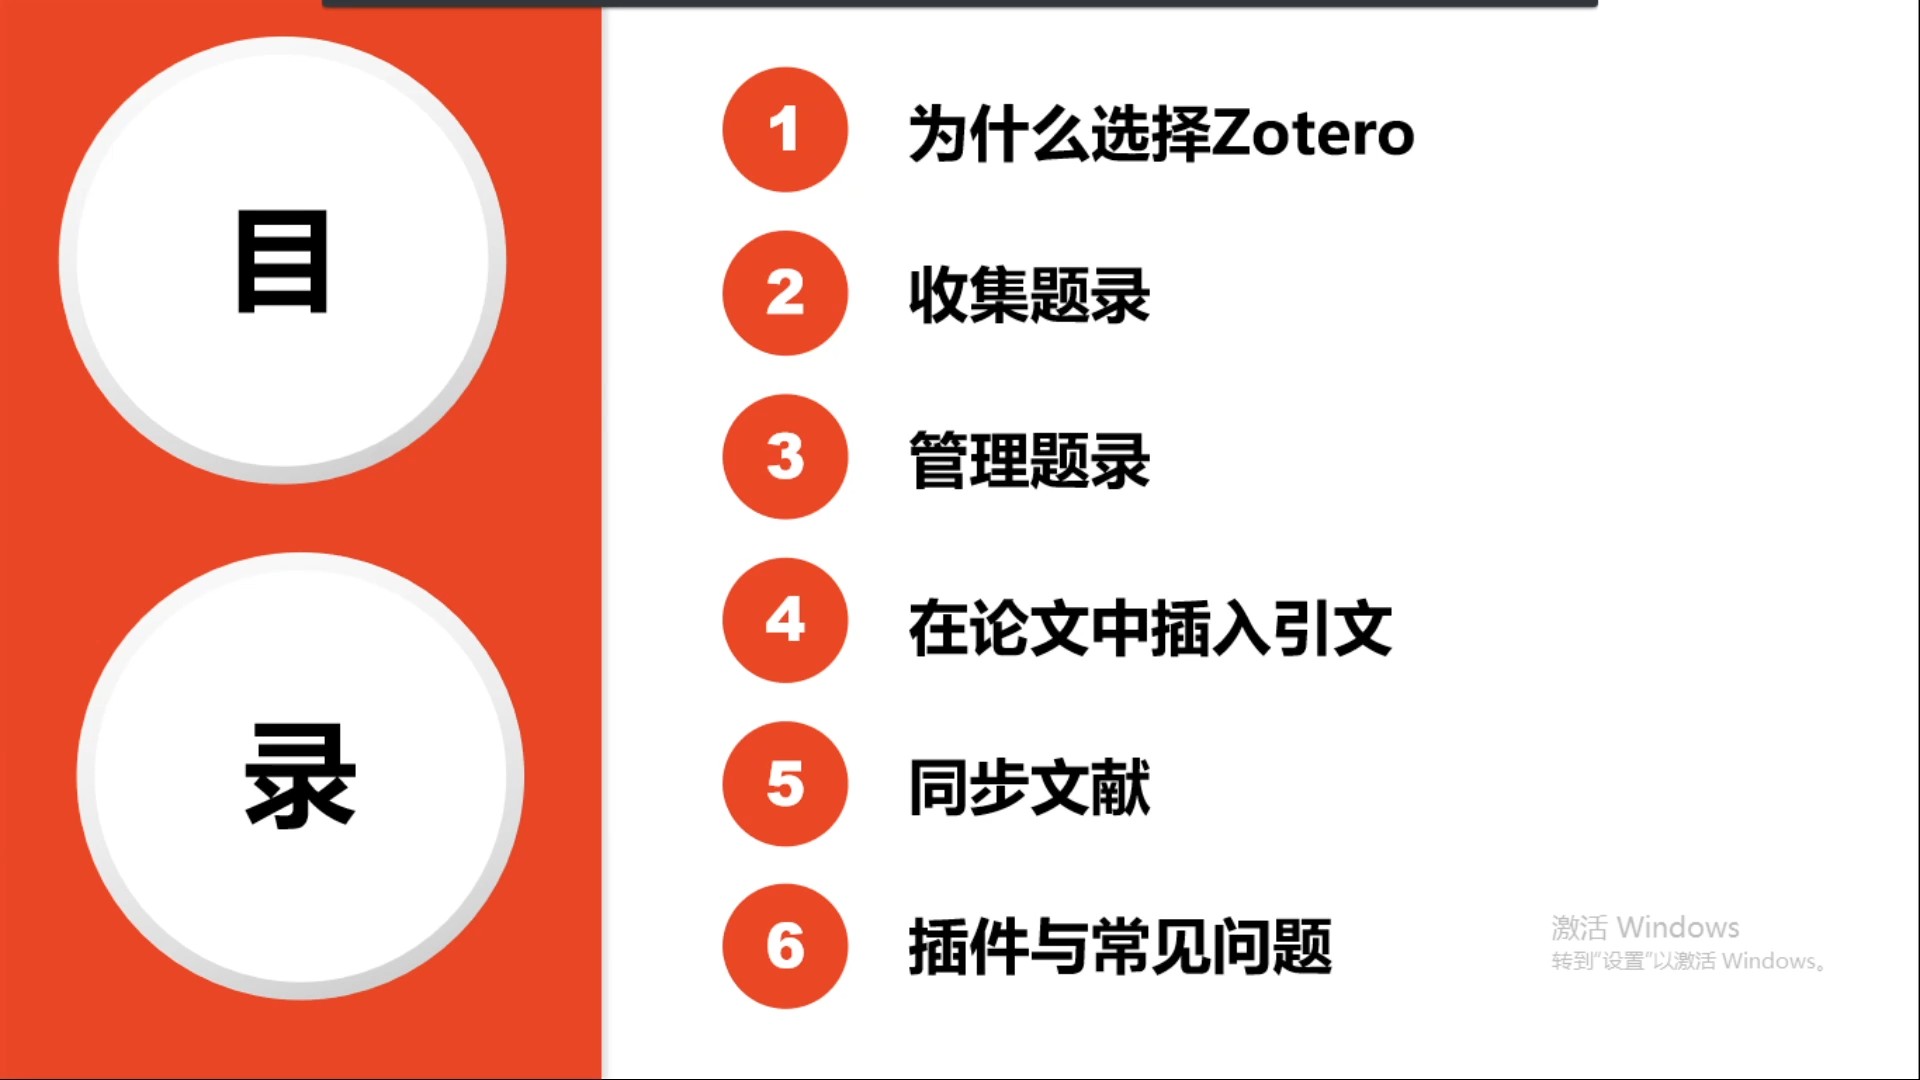 目
录
1 为什么选择Zotero
2 收集题录
3 管理题录
4 在论文中插入引文
5 同步文献
6 插件与常见问题
激活 Windows
转到“设置”以激活 Windows。